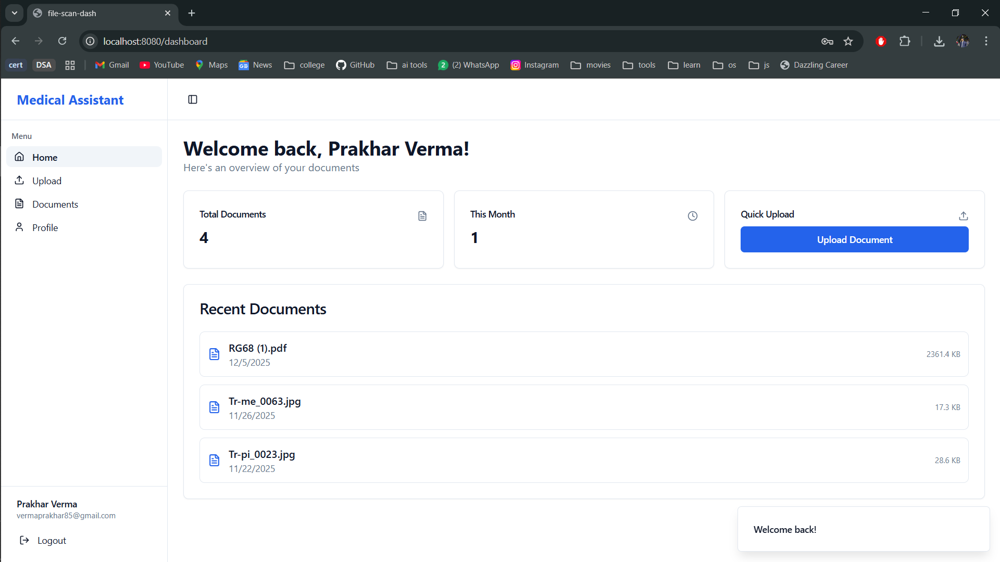 file-scan-dash
localhost:8080/dashboard
cert DSA Gmail YouTube Maps News college GitHub ai tools 2 (2) WhatsApp Instagram movies tools learn os js Dazzling Career
Medical Assistant
Menu
Home
Upload
Documents
Profile
Welcome back, Prakhar Verma!
Here's an overview of your documents
Total Documents
4
This Month
1
Quick Upload
Upload Document
Recent Documents
RG68 (1).pdf
12/5/2025
2361.4 KB
Tr-me_0063.jpg
11/26/2025
17.3 KB
Tr-pi_0023.jpg
11/22/2025
28.6 KB
Prakhar Verma
vermaprakhar85@gmail.com
Logout
Welcome back!